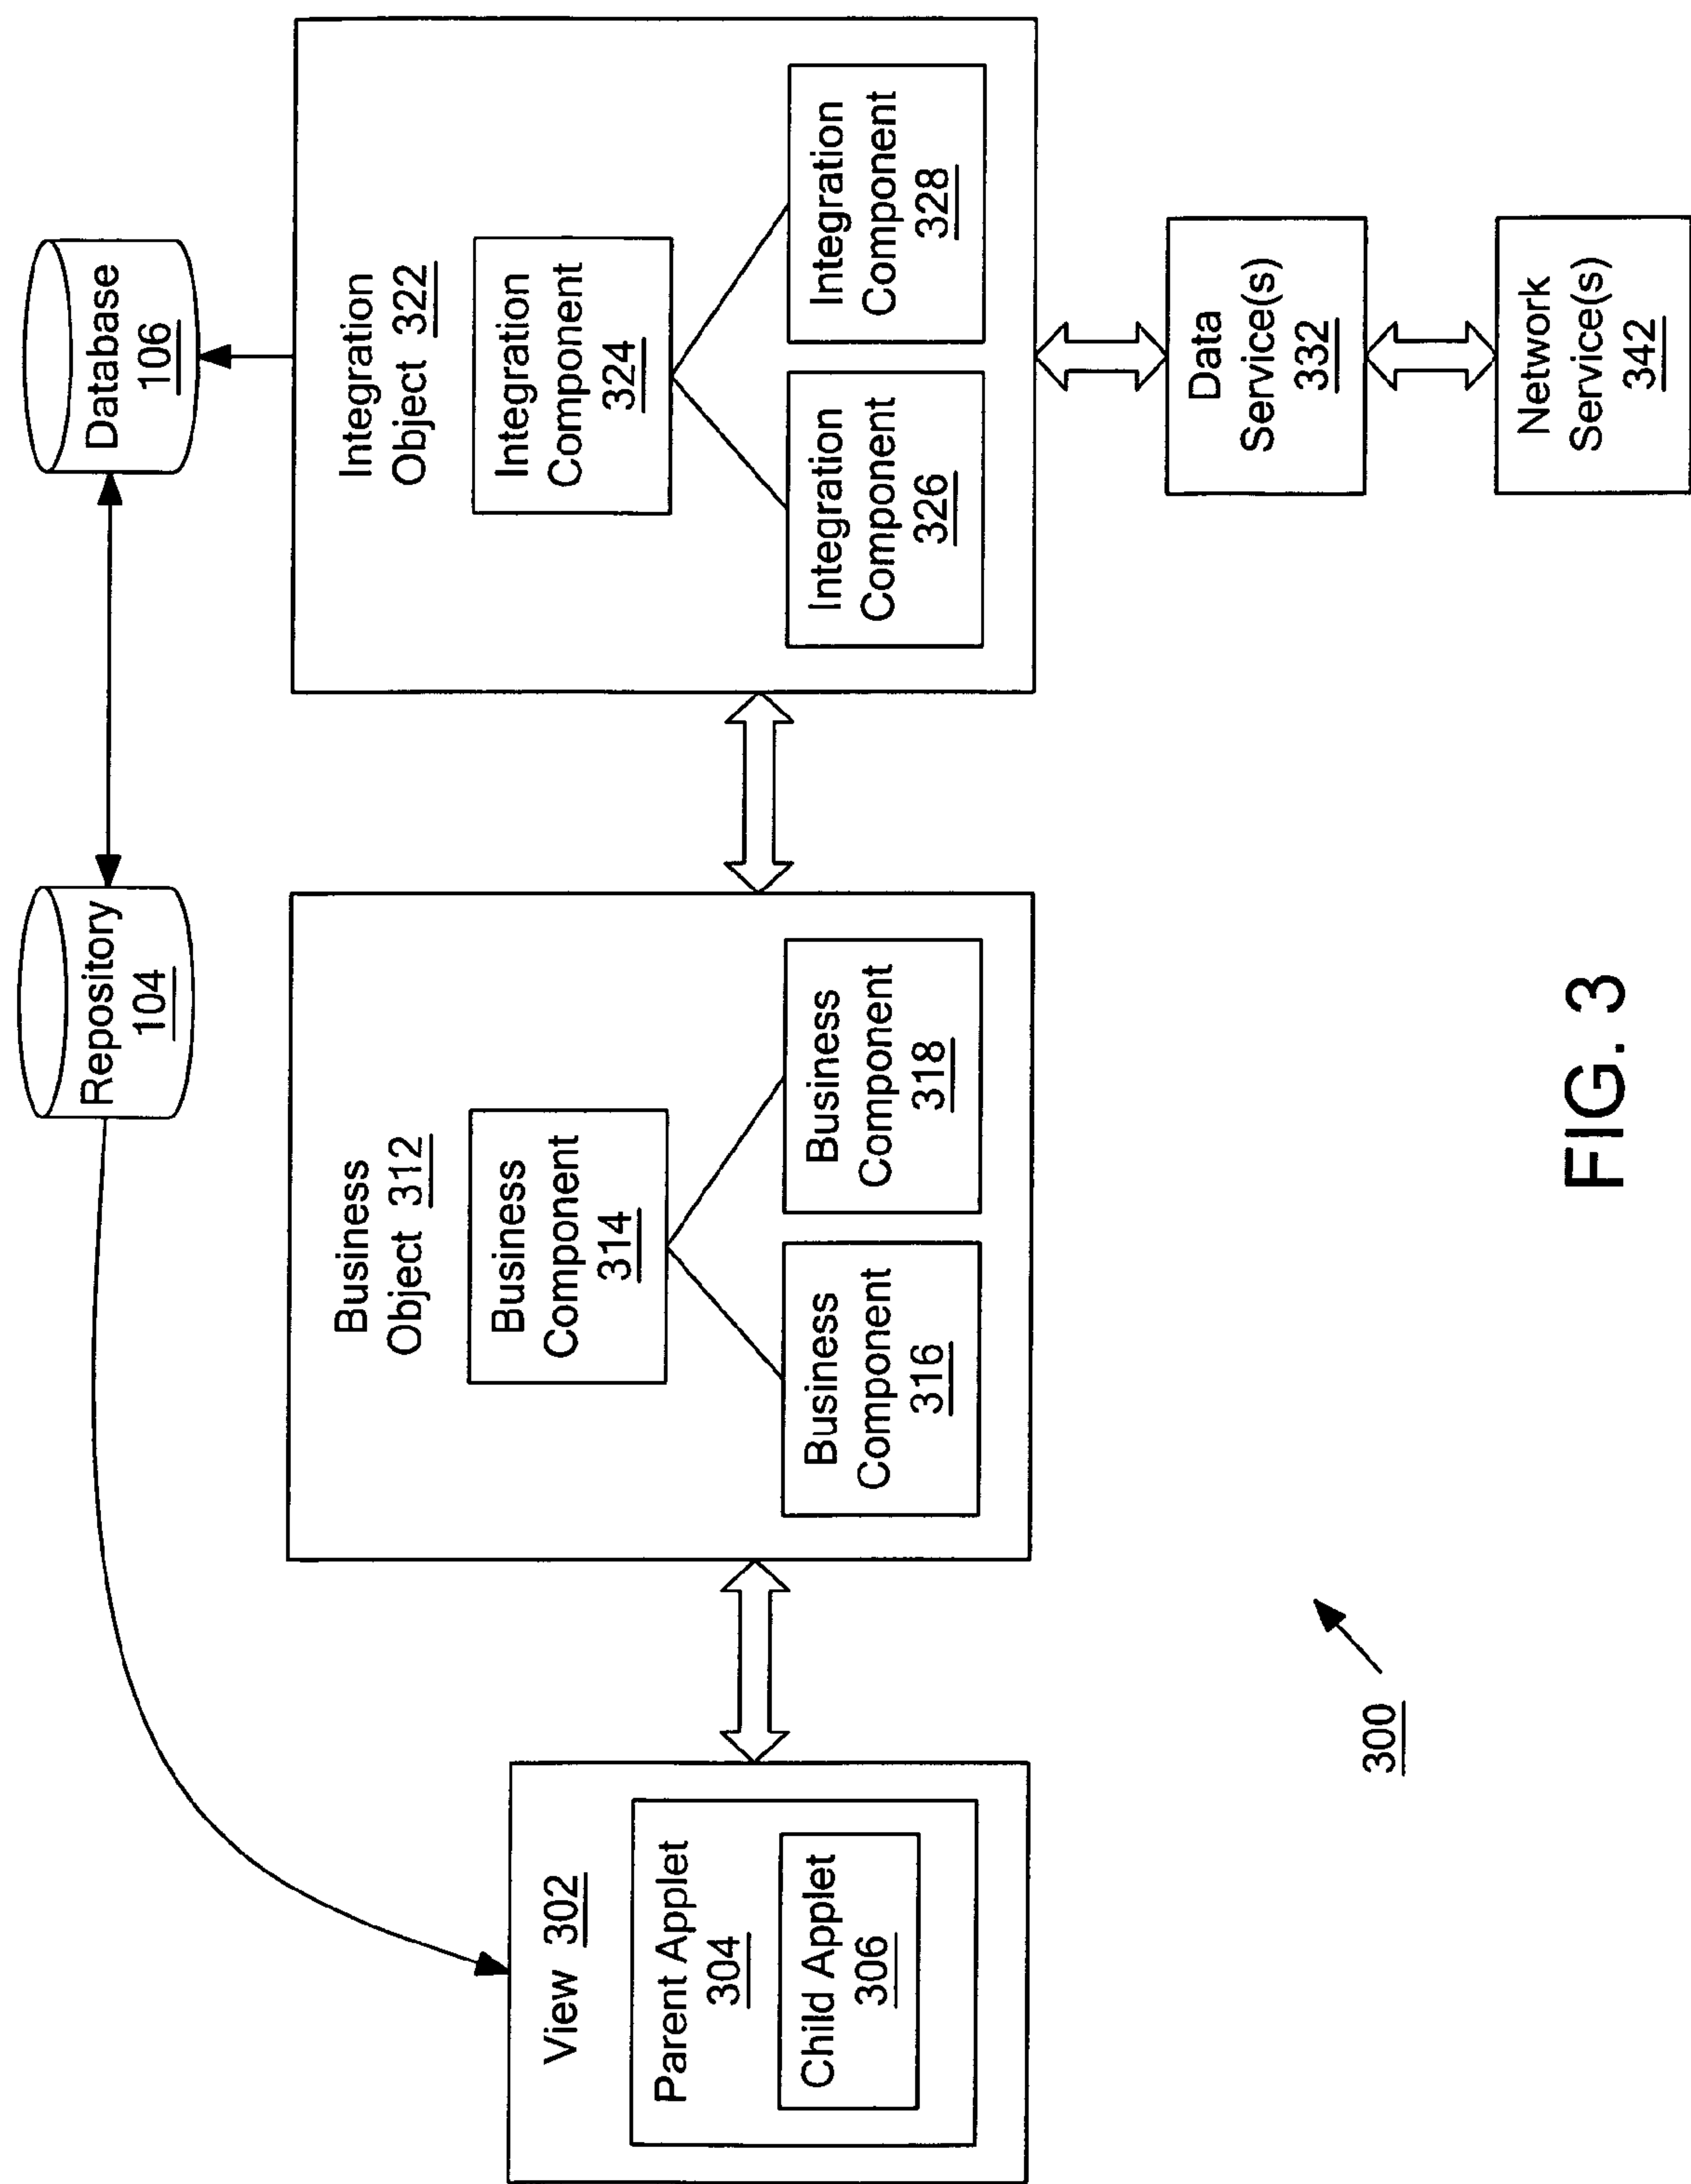 Repository
104
Database
106
View 302
Parent Applet
304
Child Applet
306
Business
Object 312
Business
Component
314
Business
Component
316
Business
Component
318
Integration
Object 322
Integration
Component
324
Integration
Component
326
Integration
Component
328
Data
Service(s)
332
Network
Service(s)
342
300
FIG. 3